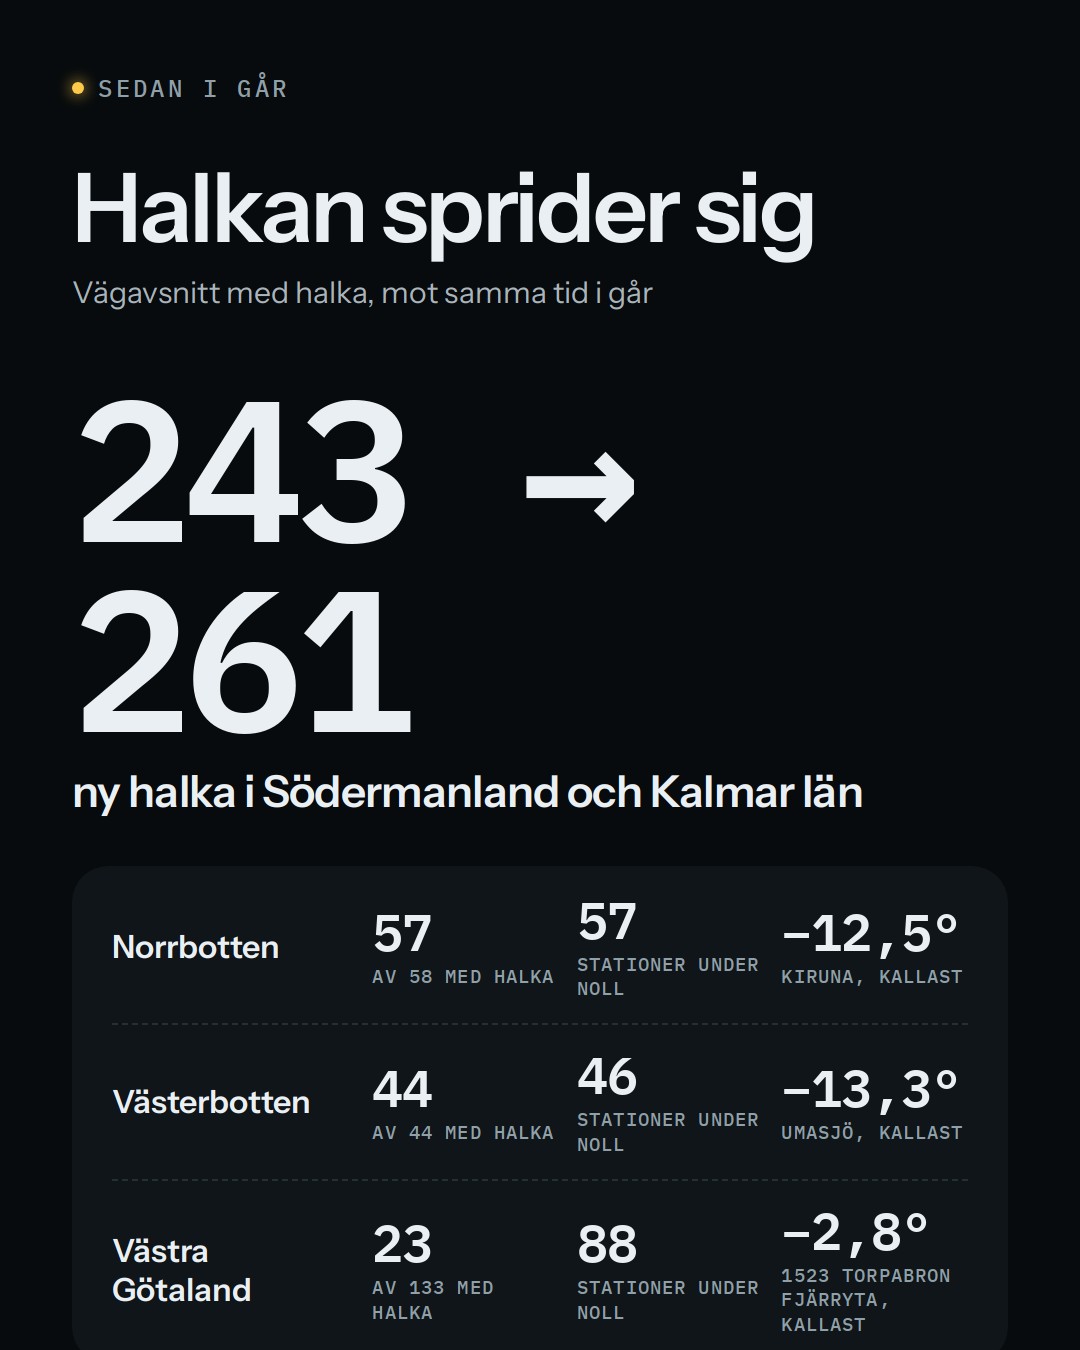 SEDAN I GÅR
Halkan sprider sig
Vägavsnitt med halka, mot samma tid i går
243 →
261
ny halka i Södermanland och Kalmar län
Norrbotten
57
AV 58 MED HALKA
57
STATIONER UNDER
NOLL
−12,5°
KIRUNA, KALLAST
Västerbotten
44
AV 44 MED HALKA
46
STATIONER UNDER
NOLL
−13,3°
UMASJÖ, KALLAST
Västra
Götaland
23
AV 133 MED
HALKA
88
STATIONER UNDER
NOLL
−2,8°
1523 TORPABRON
FJÄRRYTA,
KALLAST